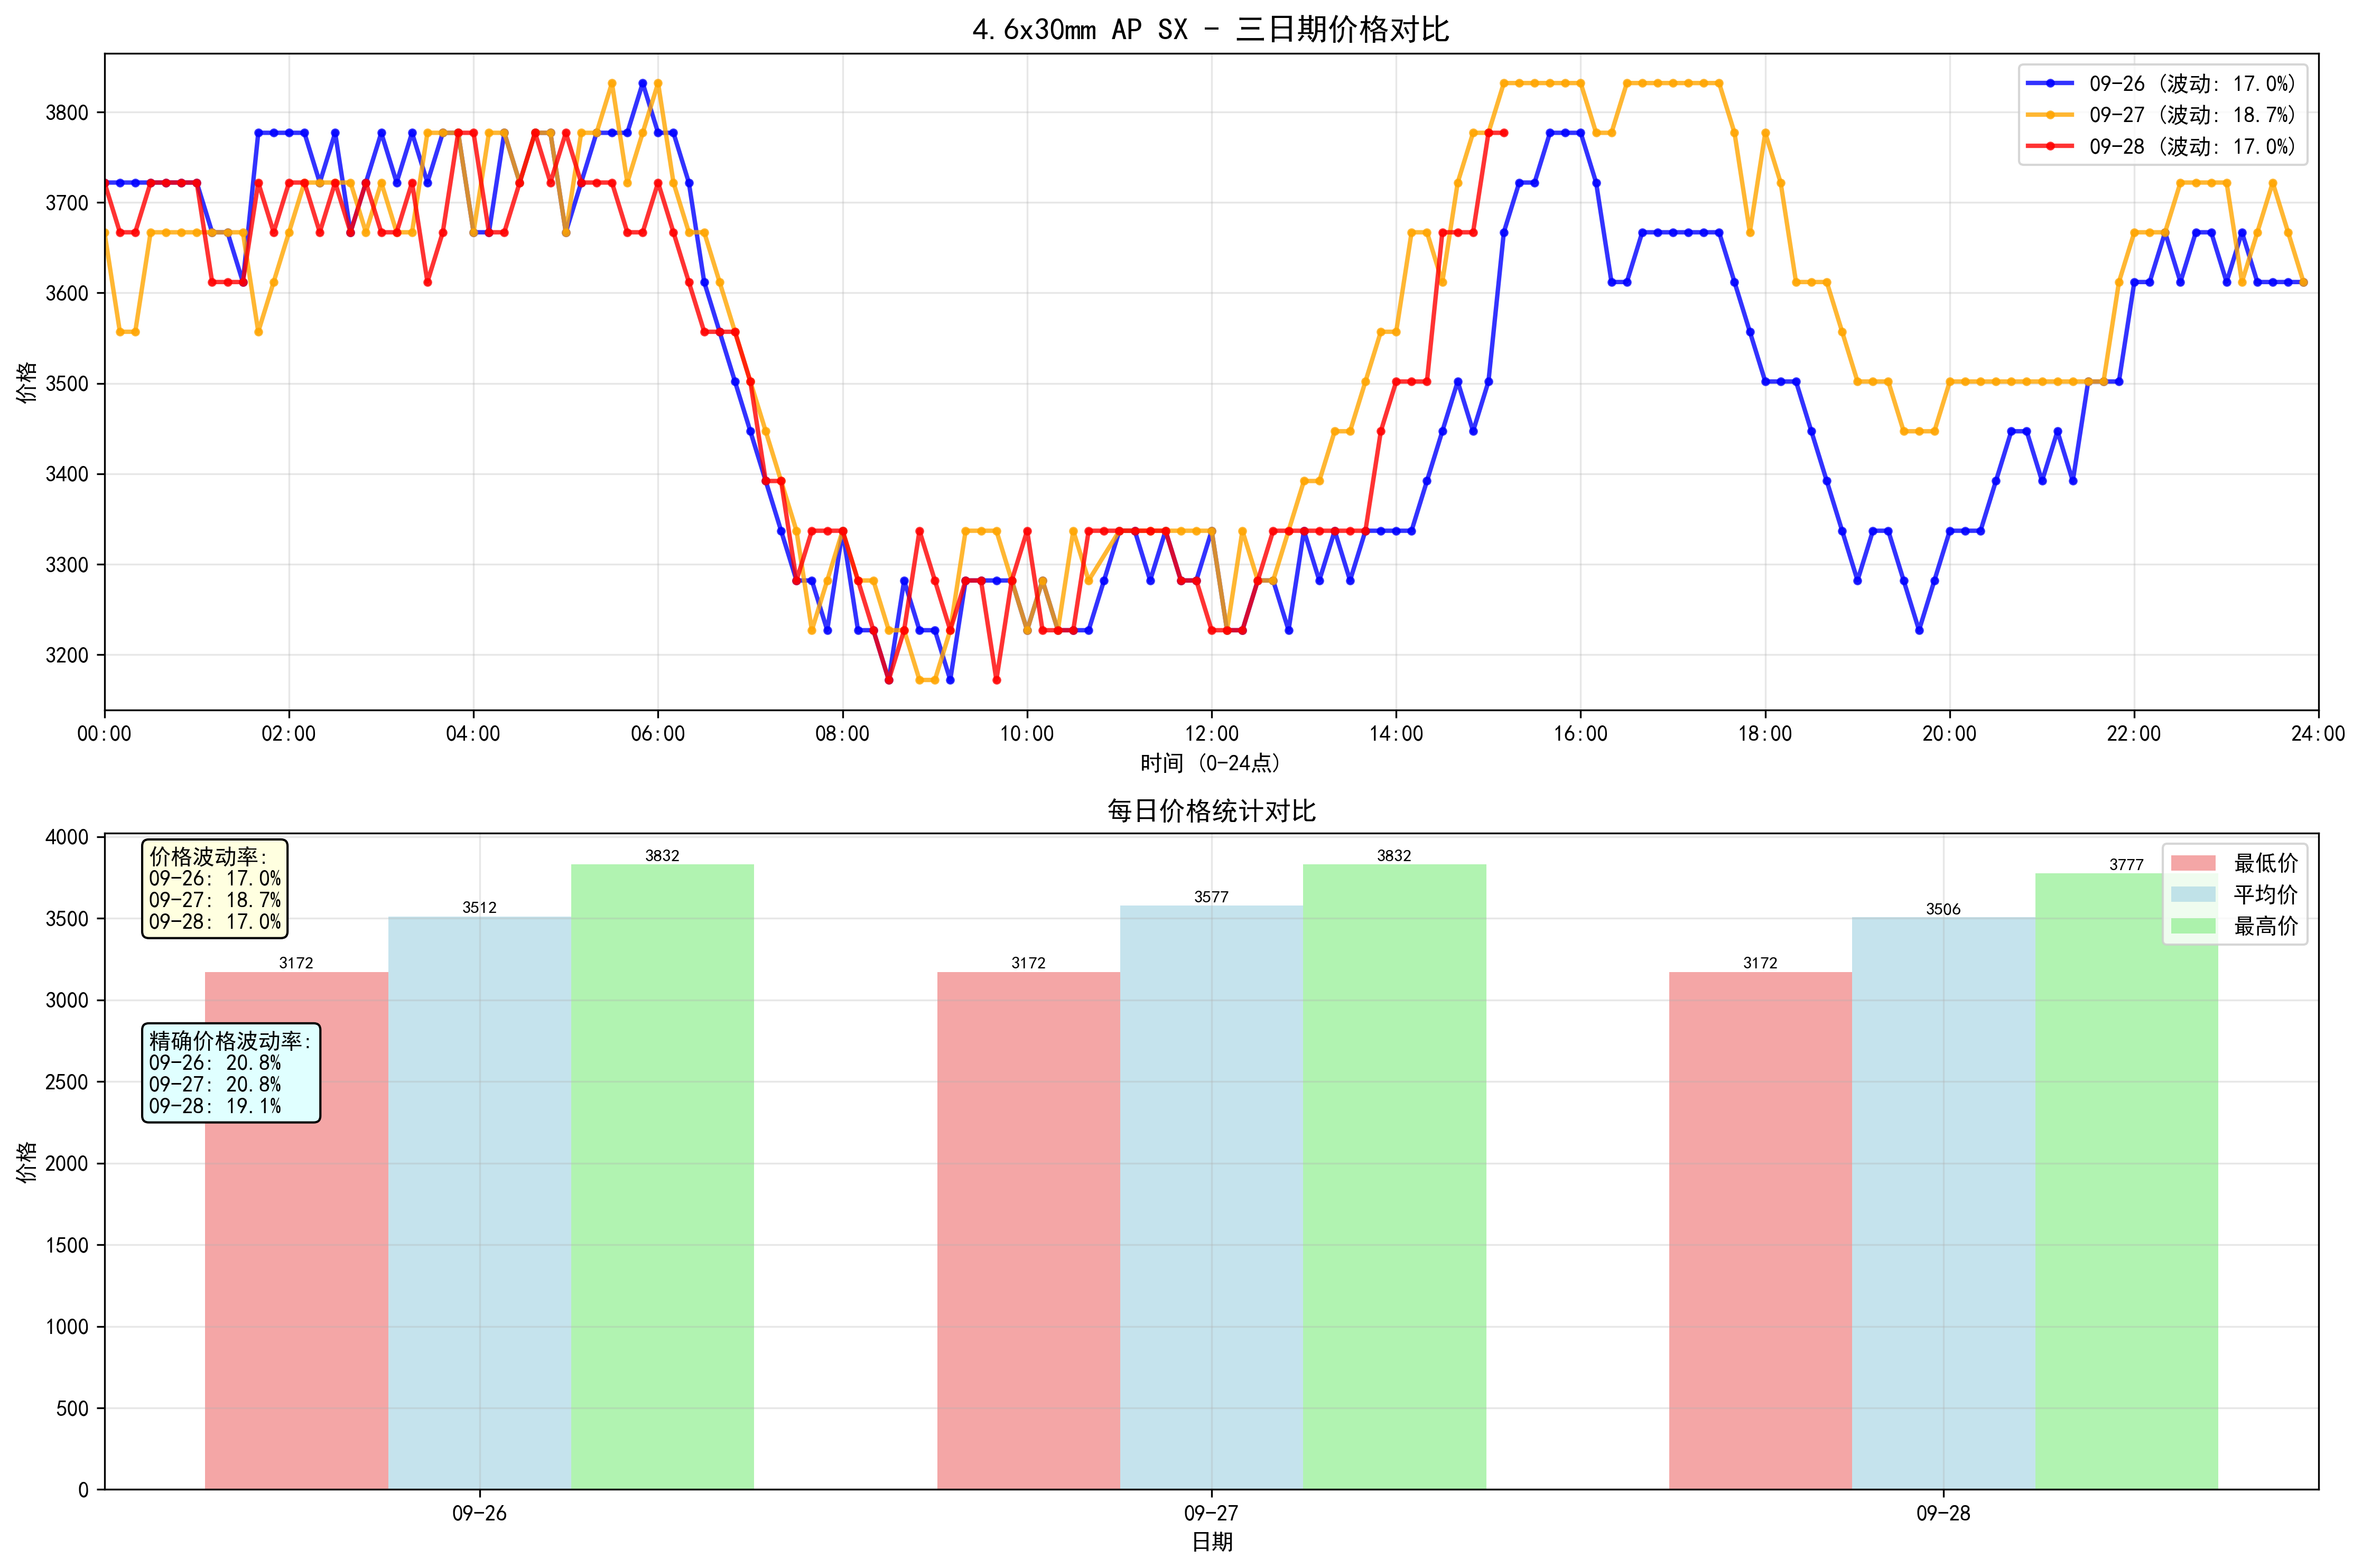 4.6x30mm AP SX - 三日期价格对比
09-26 (波动: 17.0%)
09-27 (波动: 18.7%)
09-28 (波动: 17.0%)
价格
3800
3700
3600
3500
3400
3300
3200
00:00 02:00 04:00 06:00 08:00 10:00 12:00 14:00 16:00 18:00 20:00 22:00 24:00
时间 (0-24点)
每日价格统计对比
价格波动率:
09-26: 17.0%
09-27: 18.7%
09-28: 17.0%
精确价格波动率:
09-26: 20.8%
09-27: 20.8%
09-28: 19.1%
最低价
平均价
最高价
价格
4000
3500
3000
2500
2000
1500
1000
500
0
3172 3512 3832 3172 3577 3832 3172 3506 3777
09-26 09-27 09-28
日期